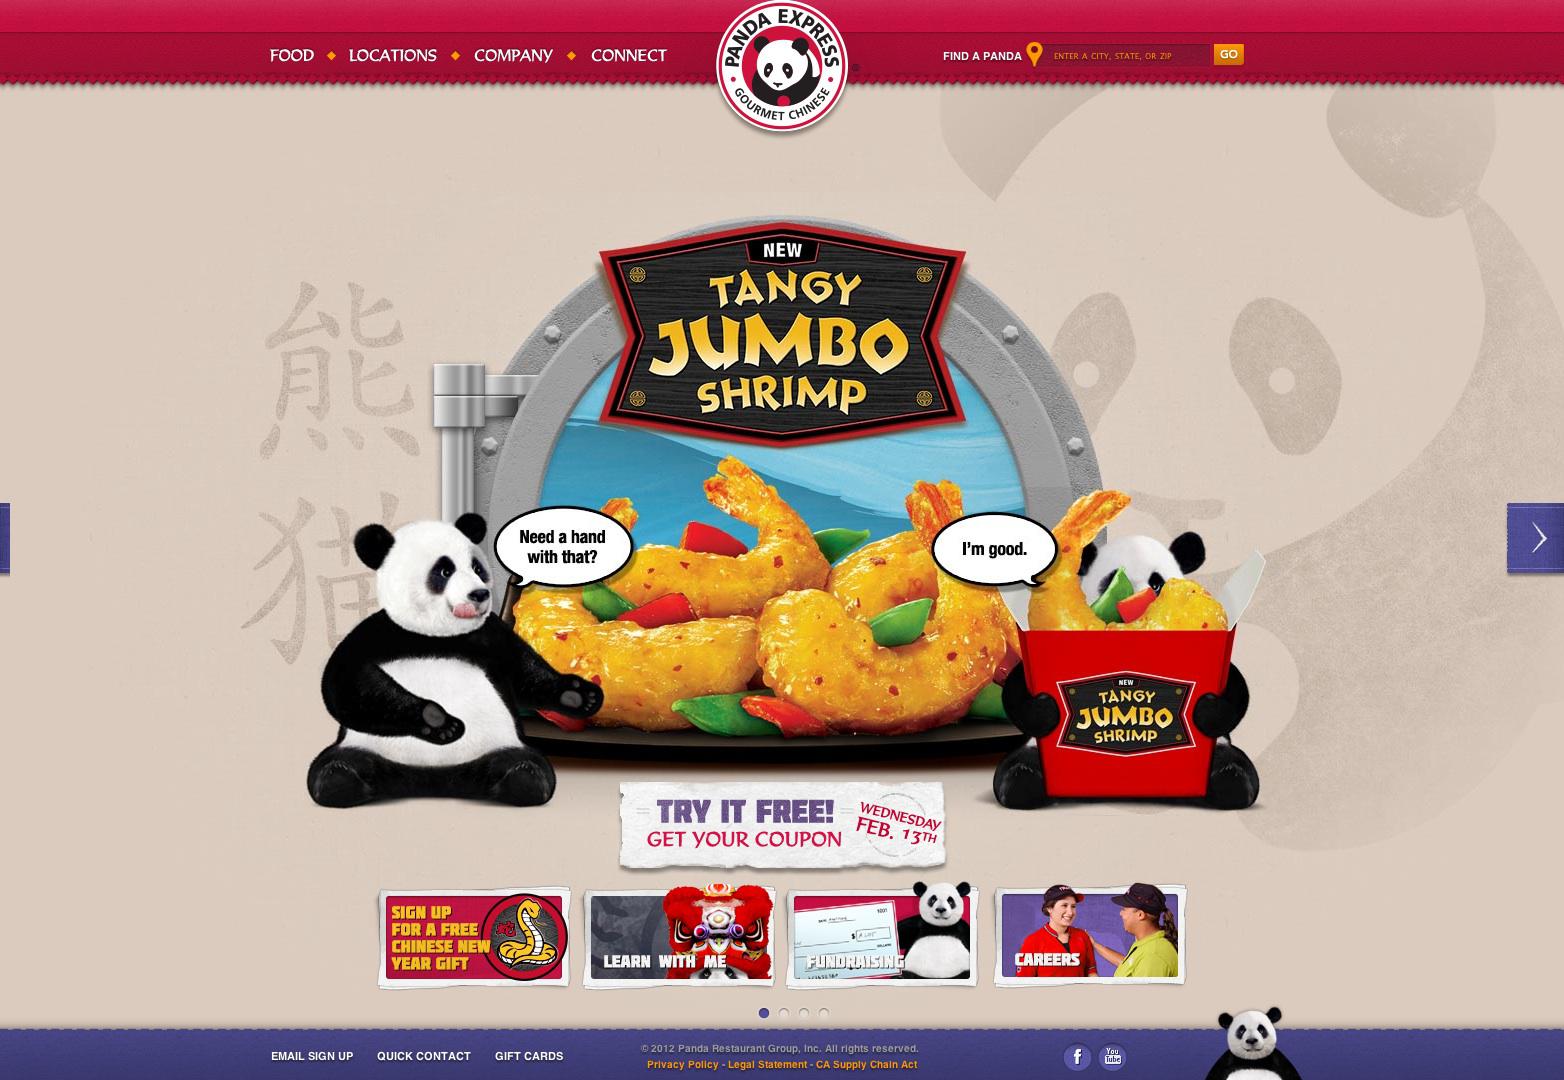 FOOD
LOCATIONS
COMPANY
CONNECT
PANDA EXPRESS
GOURMET CHINESE
FIND A PANDA
ENTER A CITY, STATE, OR ZIP
GO
熊
猫
NEW
TANGY
JUMBO
SHRIMP
Need a hand
with that?
I'm good.
NEW
TANGY
JUMBO
SHRIMP
TRY IT FREE!
GET YOUR COUPON
WEDNESDAY
FEB. 13TH
SIGN UP
FOR A FREE
CHINESE NEW
YEAR GIFT
LEARN WITH ME
1001
$ A LOT
DOLLARS
FUNDRAISING
CAREERS
EMAIL SIGN UP
QUICK CONTACT
GIFT CARDS
© 2012 Panda Restaurant Group, Inc. All rights reserved.
Privacy Policy - Legal Statement - CA Supply Chain Act
f
You
Tube